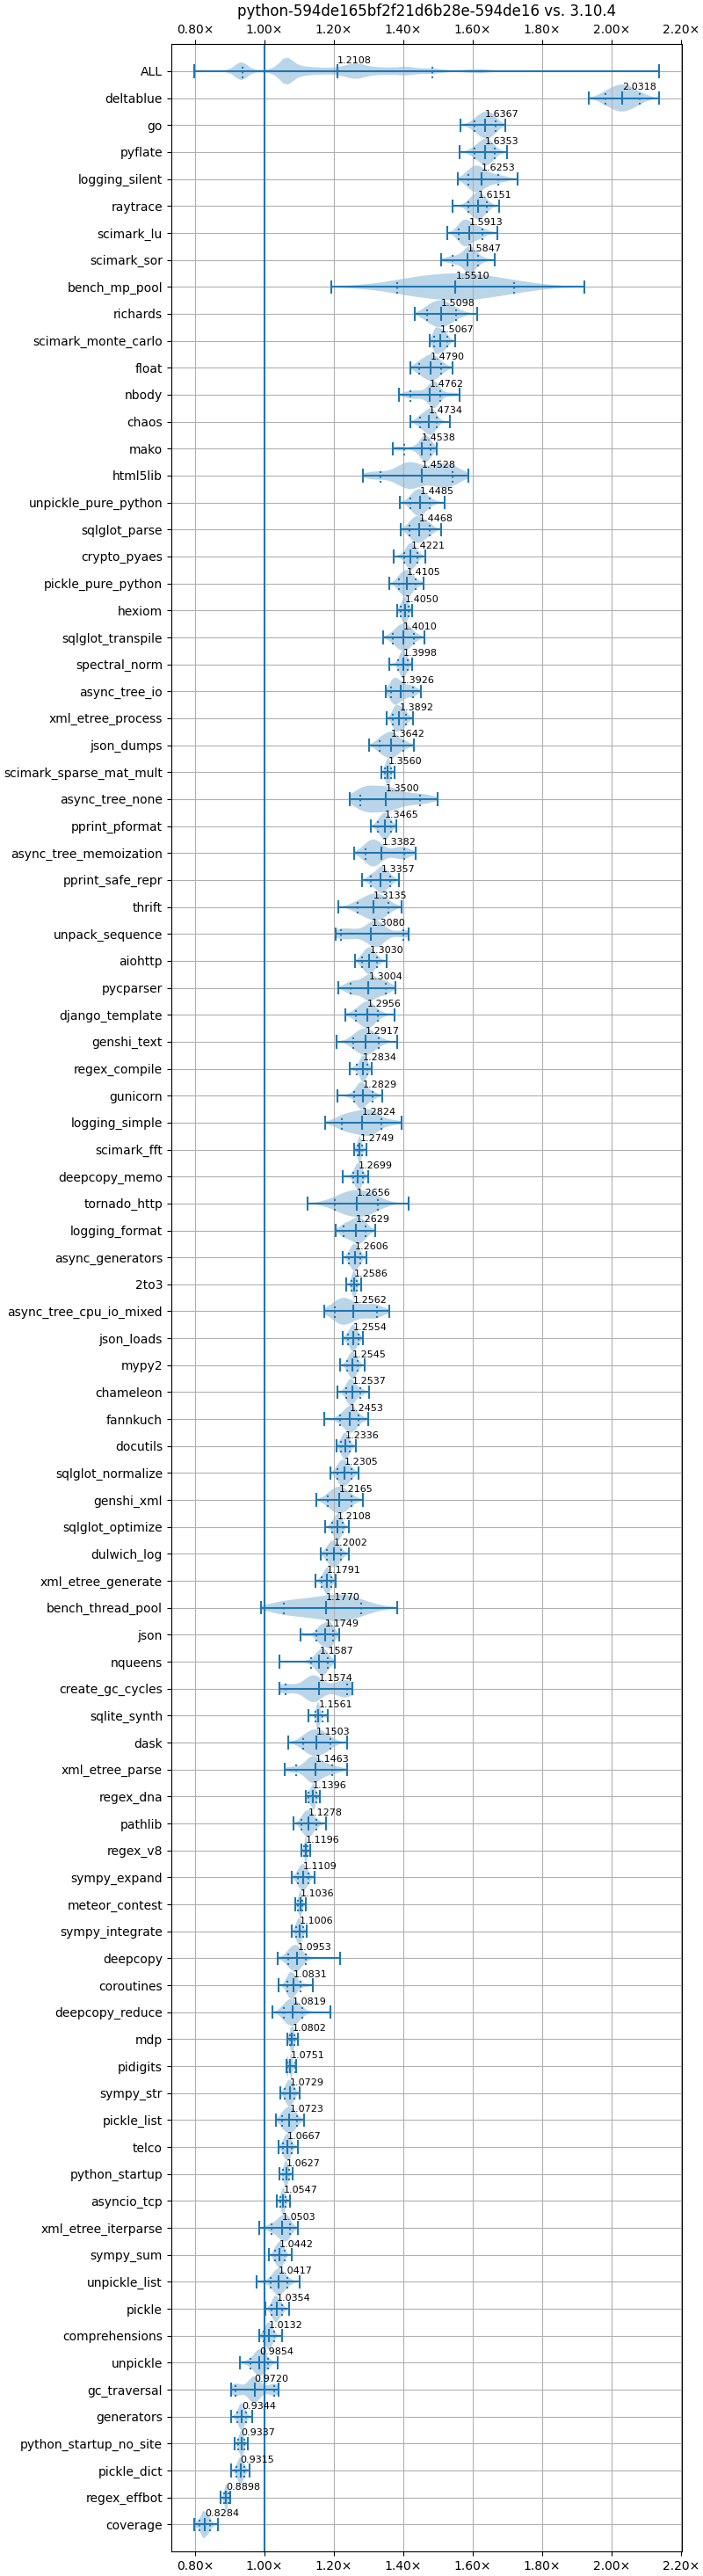 python-594de165bf2f21d6b28e-594de16 vs. 3.10.4
0.80× 1.00× 1.20× 1.40× 1.60× 1.80× 2.00× 2.20×
ALL 1.2108
deltablue 2.0318
go 1.6367
pyflate 1.6353
logging_silent 1.6253
raytrace 1.6151
scimark_lu 1.5913
scimark_sor 1.5847
bench_mp_pool 1.5510
richards 1.5098
scimark_monte_carlo 1.5067
float 1.4790
nbody 1.4762
chaos 1.4734
mako 1.4538
html5lib 1.4528
unpickle_pure_python 1.4485
sqlglot_parse 1.4468
crypto_pyaes 1.4221
pickle_pure_python 1.4105
hexiom 1.4050
sqlglot_transpile 1.4010
spectral_norm 1.3998
async_tree_io 1.3926
xml_etree_process 1.3892
json_dumps 1.3642
scimark_sparse_mat_mult 1.3560
async_tree_none 1.3500
pprint_pformat 1.3465
async_tree_memoization 1.3382
pprint_safe_repr 1.3357
thrift 1.3135
unpack_sequence 1.3080
aiohttp 1.3030
pycparser 1.3004
django_template 1.2956
genshi_text 1.2917
regex_compile 1.2834
gunicorn 1.2829
logging_simple 1.2824
scimark_fft 1.2749
deepcopy_memo 1.2699
tornado_http 1.2656
logging_format 1.2629
async_generators 1.2606
2to3 1.2586
async_tree_cpu_io_mixed 1.2562
json_loads 1.2554
mypy2 1.2545
chameleon 1.2537
fannkuch 1.2453
docutils 1.2336
sqlglot_normalize 1.2305
genshi_xml 1.2165
sqlglot_optimize 1.2108
dulwich_log 1.2002
xml_etree_generate 1.1791
bench_thread_pool 1.1770
json 1.1749
nqueens 1.1587
create_gc_cycles 1.1574
sqlite_synth 1.1561
dask 1.1503
xml_etree_parse 1.1463
regex_dna 1.1396
pathlib 1.1278
regex_v8 1.1196
sympy_expand 1.1109
meteor_contest 1.1036
sympy_integrate 1.1006
deepcopy 1.0953
coroutines 1.0831
deepcopy_reduce 1.0819
mdp 1.0802
pidigits 1.0751
sympy_str 1.0729
pickle_list 1.0723
telco 1.0667
python_startup 1.0627
asyncio_tcp 1.0547
xml_etree_iterparse 1.0503
sympy_sum 1.0442
unpickle_list 1.0417
pickle 1.0354
comprehensions 1.0132
unpickle 0.9854
gc_traversal 0.9720
generators 0.9344
python_startup_no_site 0.9337
pickle_dict 0.9315
regex_effbot 0.8898
coverage 0.8284
0.80× 1.00× 1.20× 1.40× 1.60× 1.80× 2.00× 2.20×